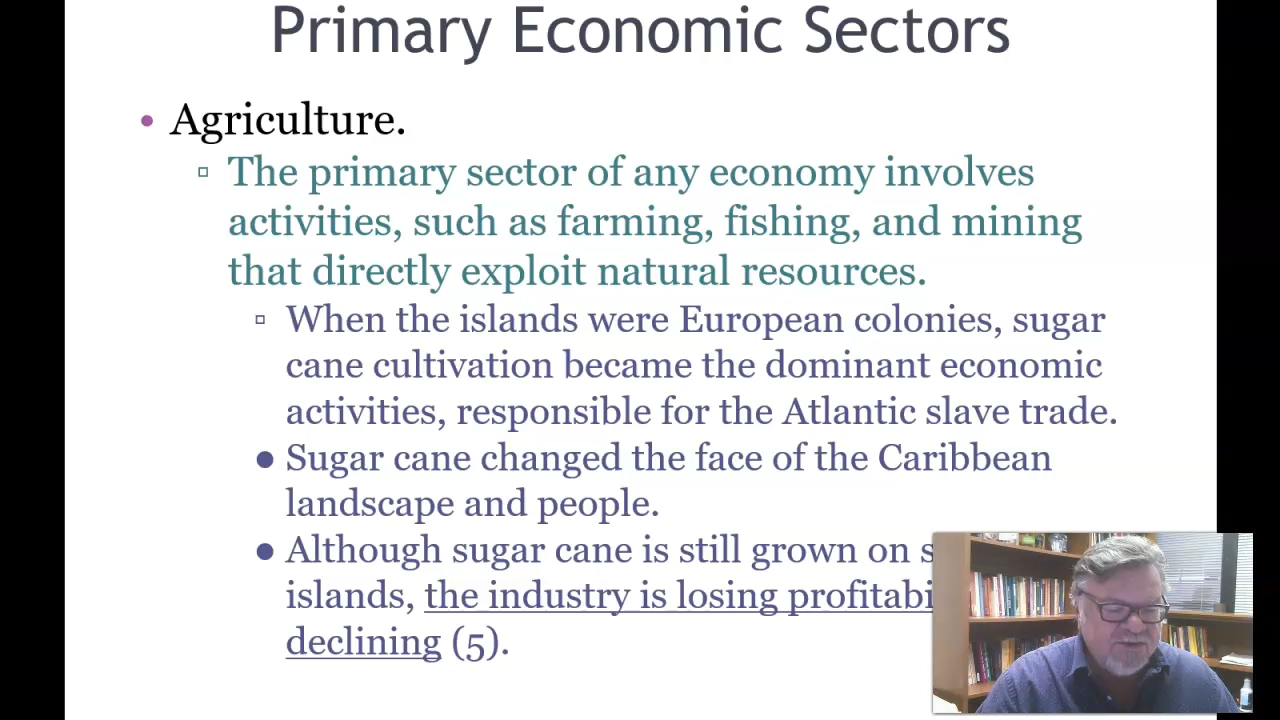 Primary Economic Sectors
• Agriculture.
▫ The primary sector of any economy involves
activities, such as farming, fishing, and mining
that directly exploit natural resources.
▫ When the islands were European colonies, sugar
cane cultivation became the dominant economic
activities, responsible for the Atlantic slave trade.
● Sugar cane changed the face of the Caribbean
landscape and people.
● Although sugar cane is still grown on
islands, the industry is losing
declining (5).